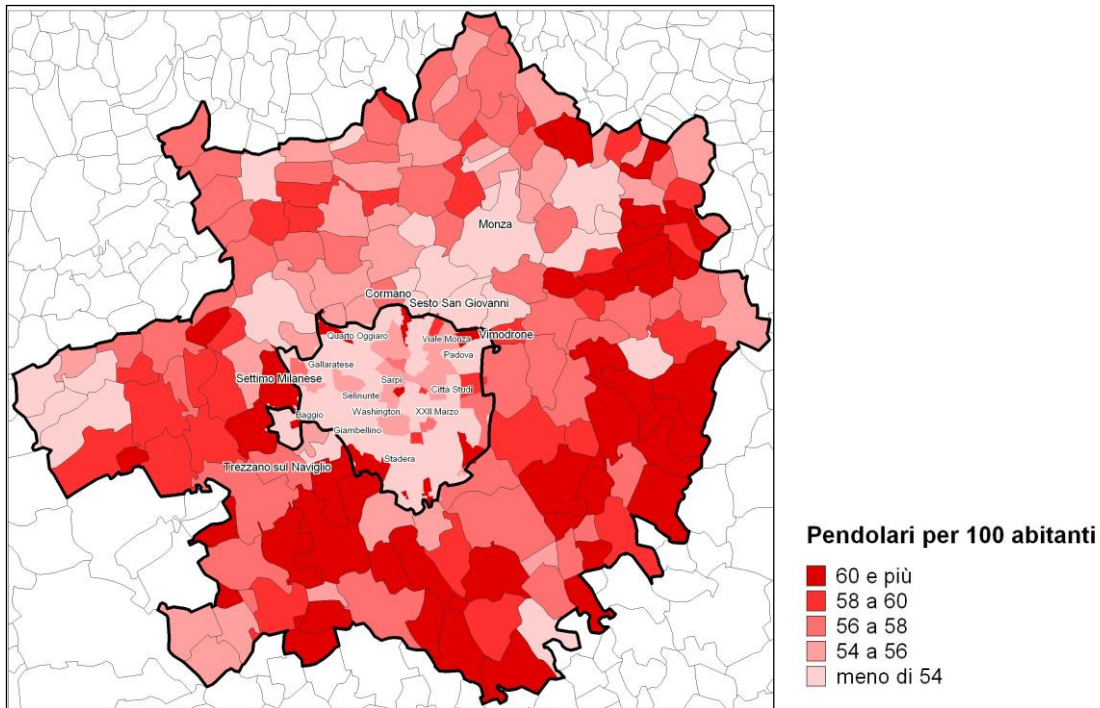 Monza
Cormano
Sesto San Giovanni
Quarto Oggiaro
Viale Monza
Vimodrone
Padova
Gallaratese
Settimo Milanese
Sarpi
Città Studi
Selinunte
Washington
XXII Marzo
Baggio
Giambellino
Stadera
Trezzano sul Naviglio
Pendolari per 100 abitanti
60 e più
58 a 60
56 a 58
54 a 56
meno di 54